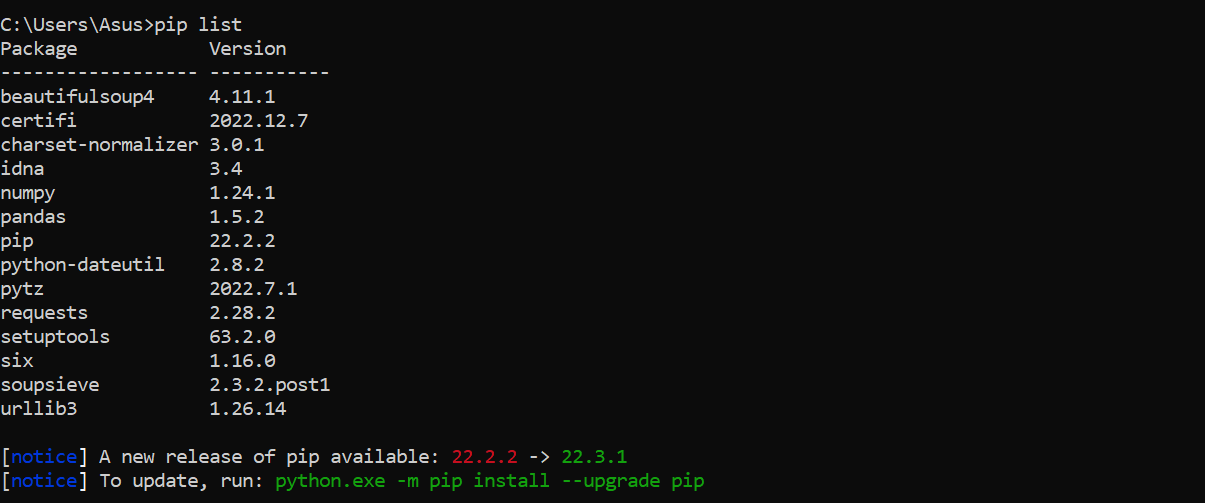 C:\Users\Asus>pip list
Package            Version
------------------ -----------
beautifulsoup4     4.11.1
certifi            2022.12.7
charset-normalizer 3.0.1
idna               3.4
numpy              1.24.1
pandas             1.5.2
pip                22.2.2
python-dateutil    2.8.2
pytz               2022.7.1
requests           2.28.2
setuptools         63.2.0
six                1.16.0
soupsieve          2.3.2.post1
urllib3            1.26.14
[notice] A new release of pip available: 22.2.2 -> 22.3.1
[notice] To update, run: python.exe -m pip install --upgrade pip